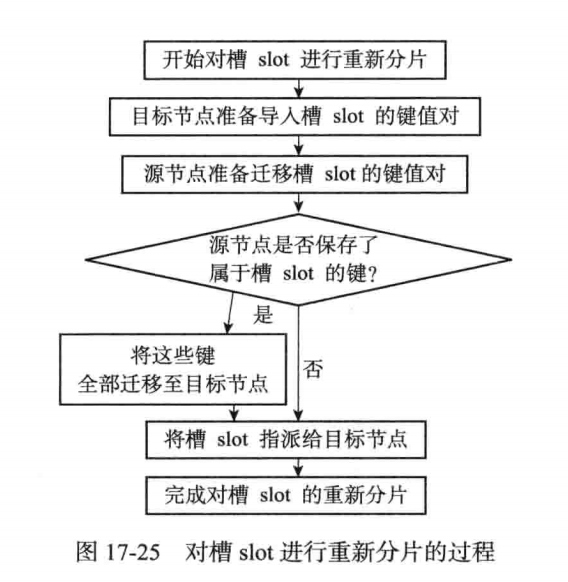 开始对槽 slot 进行重新分片
目标节点准备导入槽 slot 的键值对
源节点准备迁移槽 slot 的键值对
源节点是否保存了
属于槽 slot 的键?
是
将这些键
全部迁移至目标节点
否
将槽 slot 指派给目标节点
完成对槽 slot 的重新分片
图 17-25 对槽 slot 进行重新分片的过程